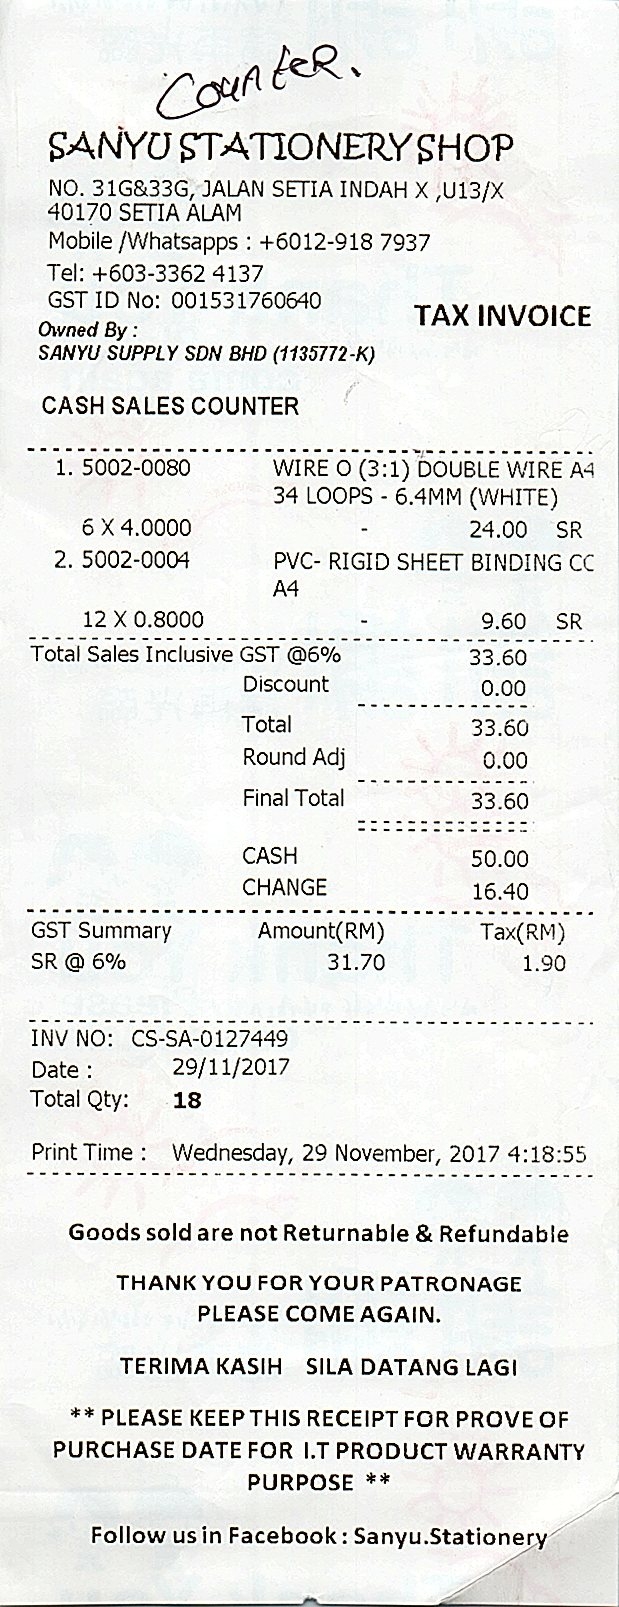 COUNTER.
SANYU STATIONERY SHOP
NO. 31G&33G, JALAN SETIA INDAH X ,U13/X
40170 SETIA ALAM
Mobile /Whatsapps : +6012-918 7937
Tel: +603-3362 4137
GST ID No: 001531760640
TAX INVOICE
Owned By :
SANYU SUPPLY SDN BHD (1135772-K)
CASH SALES COUNTER
1. 5002-0080 WIRE O (3:1) DOUBLE WIRE A4
34 LOOPS - 6.4MM (WHITE)
6 X 4.0000 - 24.00 SR
2. 5002-0004 PVC- RIGID SHEET BINDING CC
A4
12 X 0.8000 - 9.60 SR
Total Sales Inclusive GST @6% 33.60
Discount 0.00
Total 33.60
Round Adj 0.00
Final Total 33.60
CASH 50.00
CHANGE 16.40
GST Summary Amount(RM) Tax(RM)
SR @ 6% 31.70 1.90
INV NO: CS-SA-0127449
Date : 29/11/2017
Total Qty: 18
Print Time : Wednesday, 29 November, 2017 4:18:55
Goods sold are not Returnable & Refundable
THANK YOU FOR YOUR PATRONAGE
PLEASE COME AGAIN.
TERIMA KASIH SILA DATANG LAGI
** PLEASE KEEP THIS RECEIPT FOR PROVE OF
PURCHASE DATE FOR I.T PRODUCT WARRANTY
PURPOSE **
Follow us in Facebook : Sanyu.Stationery